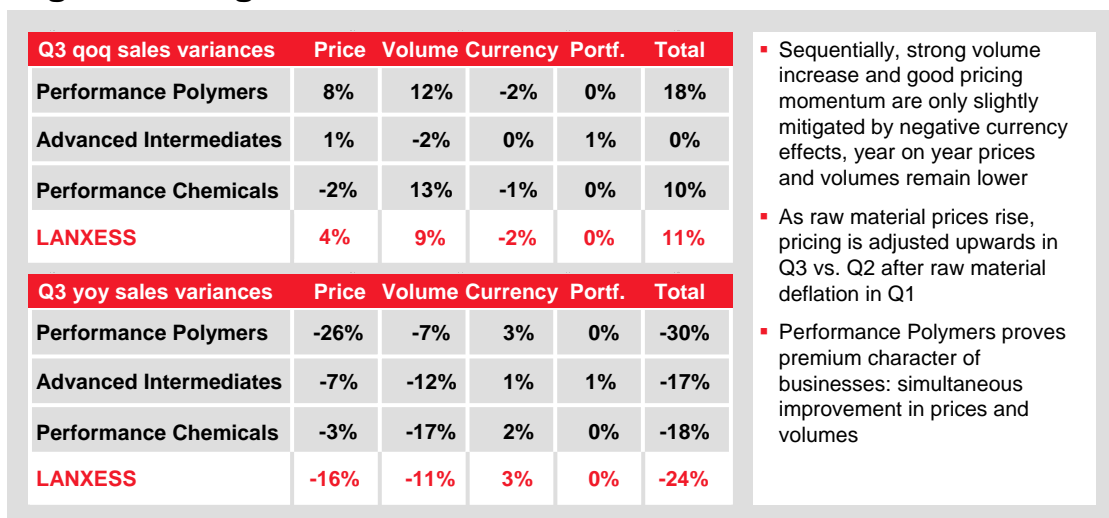 Q3 qoq sales variances Price Volume Currency Portf. Total
Performance Polymers 8% 12% -2% 0% 18%
Advanced Intermediates 1% -2% 0% 1% 0%
Performance Chemicals -2% 13% -1% 0% 10%
LANXESS 4% 9% -2% 0% 11%
Q3 yoy sales variances Price Volume Currency Portf. Total
Performance Polymers -26% -7% 3% 0% -30%
Advanced Intermediates -7% -12% 1% 1% -17%
Performance Chemicals -3% -17% 2% 0% -18%
LANXESS -16% -11% 3% 0% -24%
▪ Sequentially, strong volume
increase and good pricing
momentum are only slightly
mitigated by negative currency
effects, year on year prices
and volumes remain lower
▪ As raw material prices rise,
pricing is adjusted upwards in
Q3 vs. Q2 after raw material
deflation in Q1
▪ Performance Polymers proves
premium character of
businesses: simultaneous
improvement in prices and
volumes